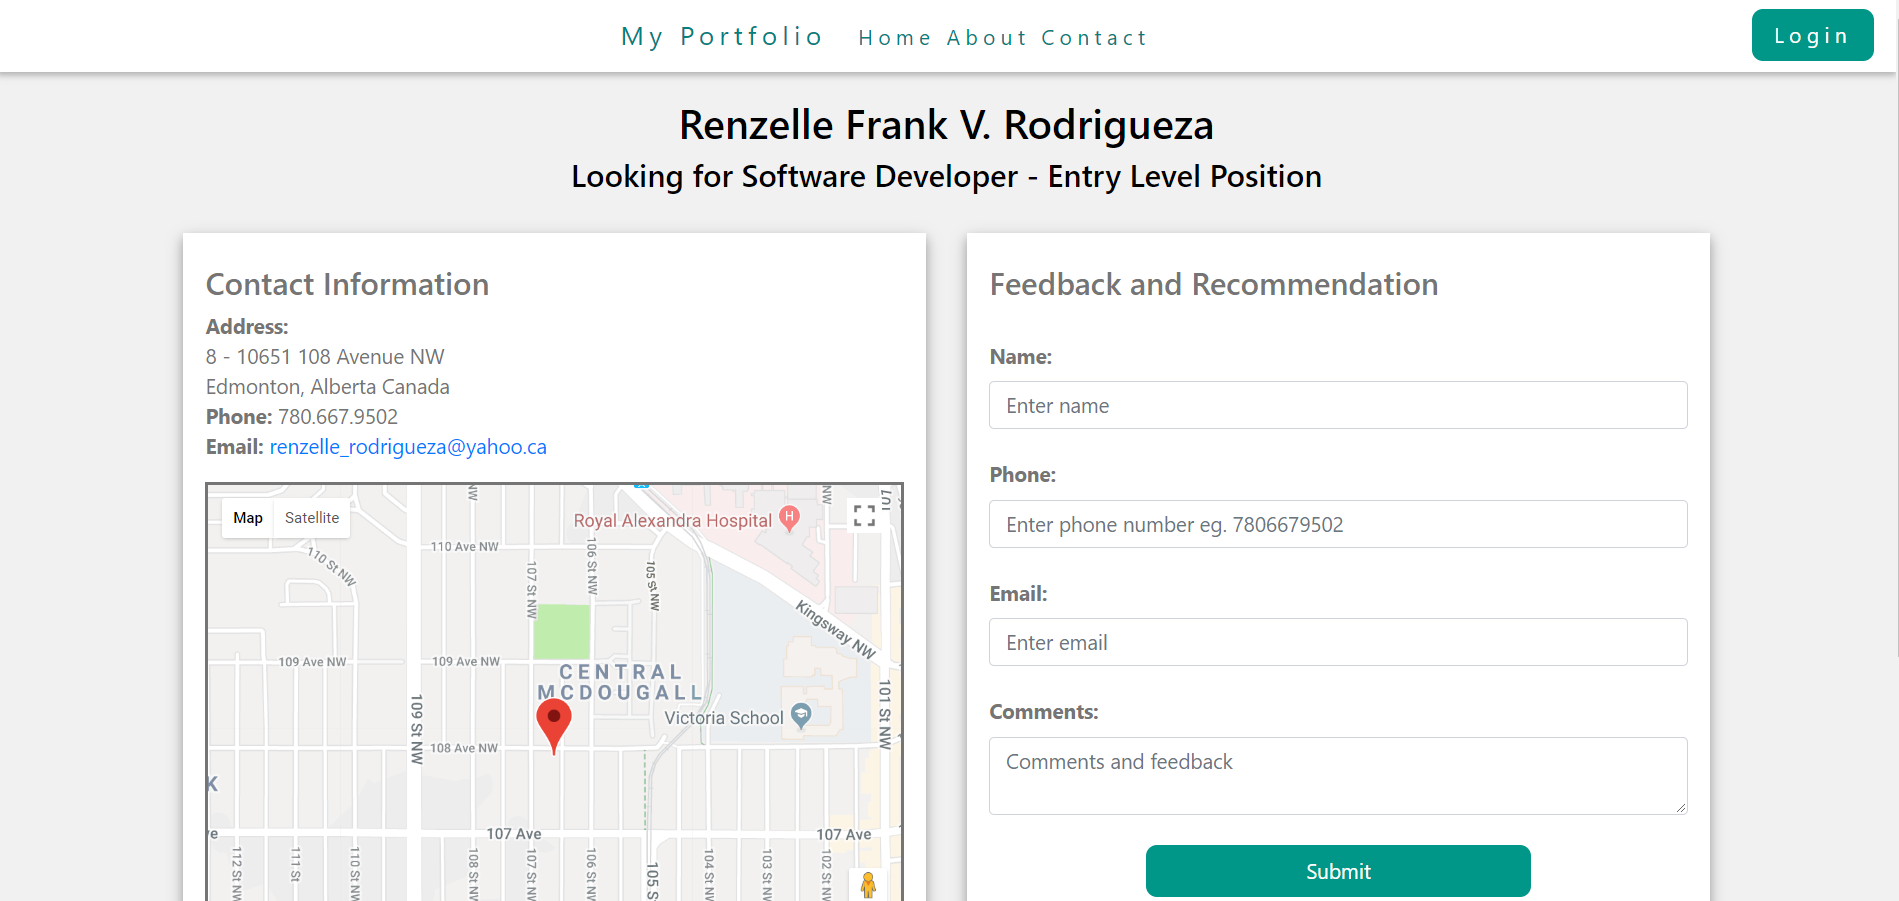 My Portfolio Home About Contact
Login
Renzelle Frank V. Rodrigueza
Looking for Software Developer - Entry Level Position
Contact Information
Address:
8 - 10651 108 Avenue NW
Edmonton, Alberta Canada
Phone: 780.667.9502
Email: renzelle_rodrigueza@yahoo.ca
Map Satellite
NW
NW
Royal Alexandra Hospital H
110 Ave NW
110 St NW
106 St NW
107 St NW
105 St NW
Kingsway NW
109 Ave NW
109 Ave NW
CENTRAL
MCDOUGALL
Victoria School
109 St NW
101 St NW
108 Ave NW
K
107 Ave
107 Ave
112 St NW
111 St
110 St NW
108 St NW
107 St NW
106 St NW
105 S
104 St NW
103 St NW
102 St NW
Feedback and Recommendation
Name:
Enter name
Phone:
Enter phone number eg. 7806679502
Email:
Enter email
Comments:
Comments and feedback
Submit